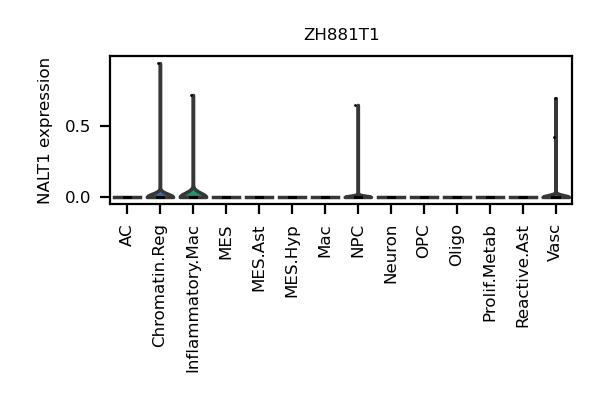 ZH881T1
NALT1 expression
0.5
0.0
AC
Chromatin.Reg
Inflammatory.Mac
MES
MES.Ast
MES.Hyp
Mac
NPC
Neuron
OPC
Oligo
Prolif.Metab
Reactive.Ast
Vasc